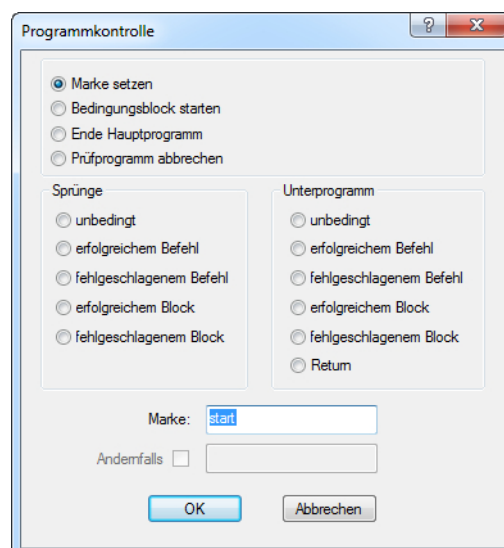 Programmkontrolle
?
Marke setzen
Bedingungsblock starten
Ende Hauptprogramm
Prüfprogramm abbrechen
Sprünge
unbedingt
erfolgreichem Befehl
fehlgeschlagenem Befehl
erfolgreichem Block
fehlgeschlagenem Block
Unterprogramm
unbedingt
erfolgreichem Befehl
fehlgeschlagenem Befehl
erfolgreichem Block
fehlgeschlagenem Block
Return
Marke: start
Andernfalls
OK Abbrechen